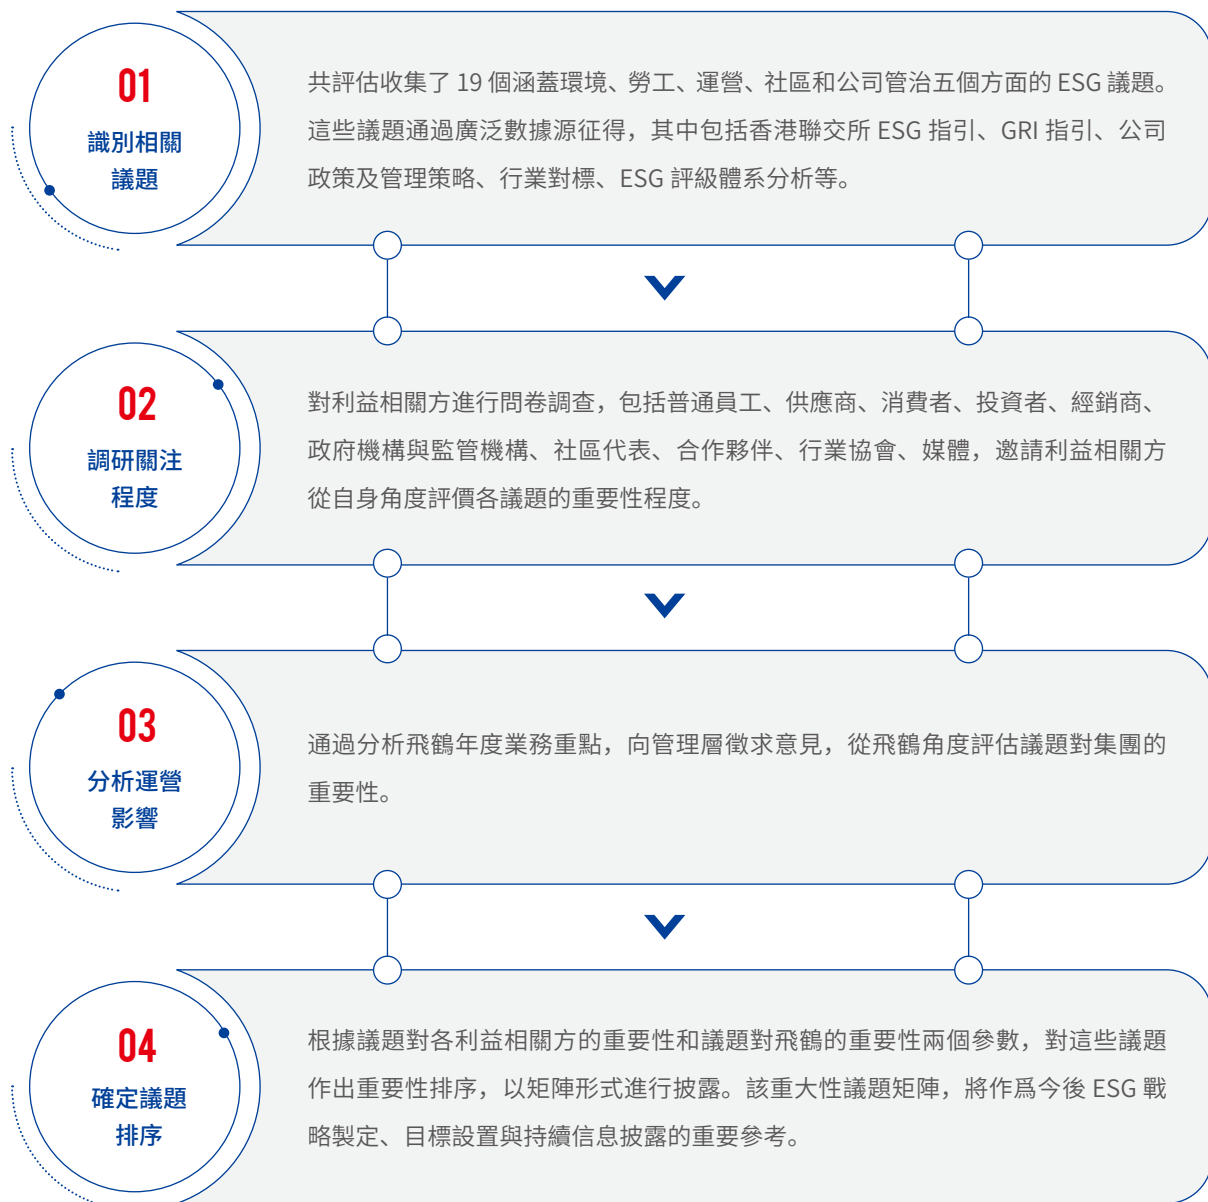 01
識別相關
議題
共評估收集了 19 個涵蓋環境、勞工、運營、社區和公司管治五個方面的 ESG 議題。
這些議題通過廣泛數據源征得，其中包括香港聯交所 ESG 指引、GRI 指引、公司
政策及管理策略、行業對標、ESG 評級體系分析等。
02
調研關注
程度
對利益相關方進行問卷調查，包括普通員工、供應商、消費者、投資者、經銷商、
政府機構與監管機構、社區代表、合作夥伴、行業協會、媒體，邀請利益相關方
從自身角度評價各議題的重要性程度。
03
分析運營
影響
通過分析飛鶴年度業務重點，向管理層徵求意見，從飛鶴角度評估議題對集團的
重要性。
04
確定議題
排序
根據議題對各利益相關方的重要性和議題對飛鶴的重要性兩個參數，對這些議題
作出重要性排序，以矩陣形式進行披露。該重大性議題矩陣，將作爲今後 ESG 戰
略製定、目標設置與持續信息披露的重要參考。